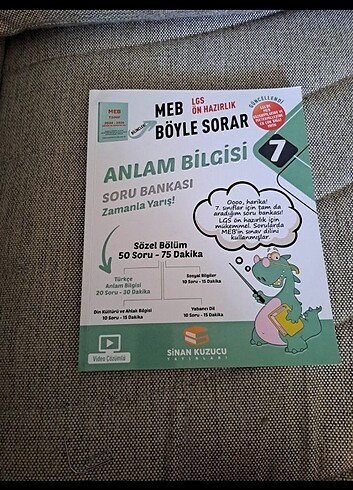 MEB
LGS
ÖN HAZIRLIK
BÖYLE SORAR
GÜNCELLENDİ
7
ANLAM BİLGİSİ
SORU BANKASI
Zamanla Yarış!
Oooo, harika!
7. sınıflar için tam da
aradığım soru bankası!
LGS ön hazırlık için
mükemmel. Sorularda
MEB'in sınav dilini
kullanmışlar.
Sözel Bölüm
50 Soru - 75 Dakika
Türkçe
Anlam Bilgisi
20 Soru - 30 Dakika
Sosyal Bilgiler
10 Soru - 15 Dakika
Din Kültürü ve Ahlak Bilgisi
10 Soru - 15 Dakika
Yabancı Dil
10 Soru - 15 Dakika
Video Çözümlü
SİNAN KUZUCU
YAYINLARI